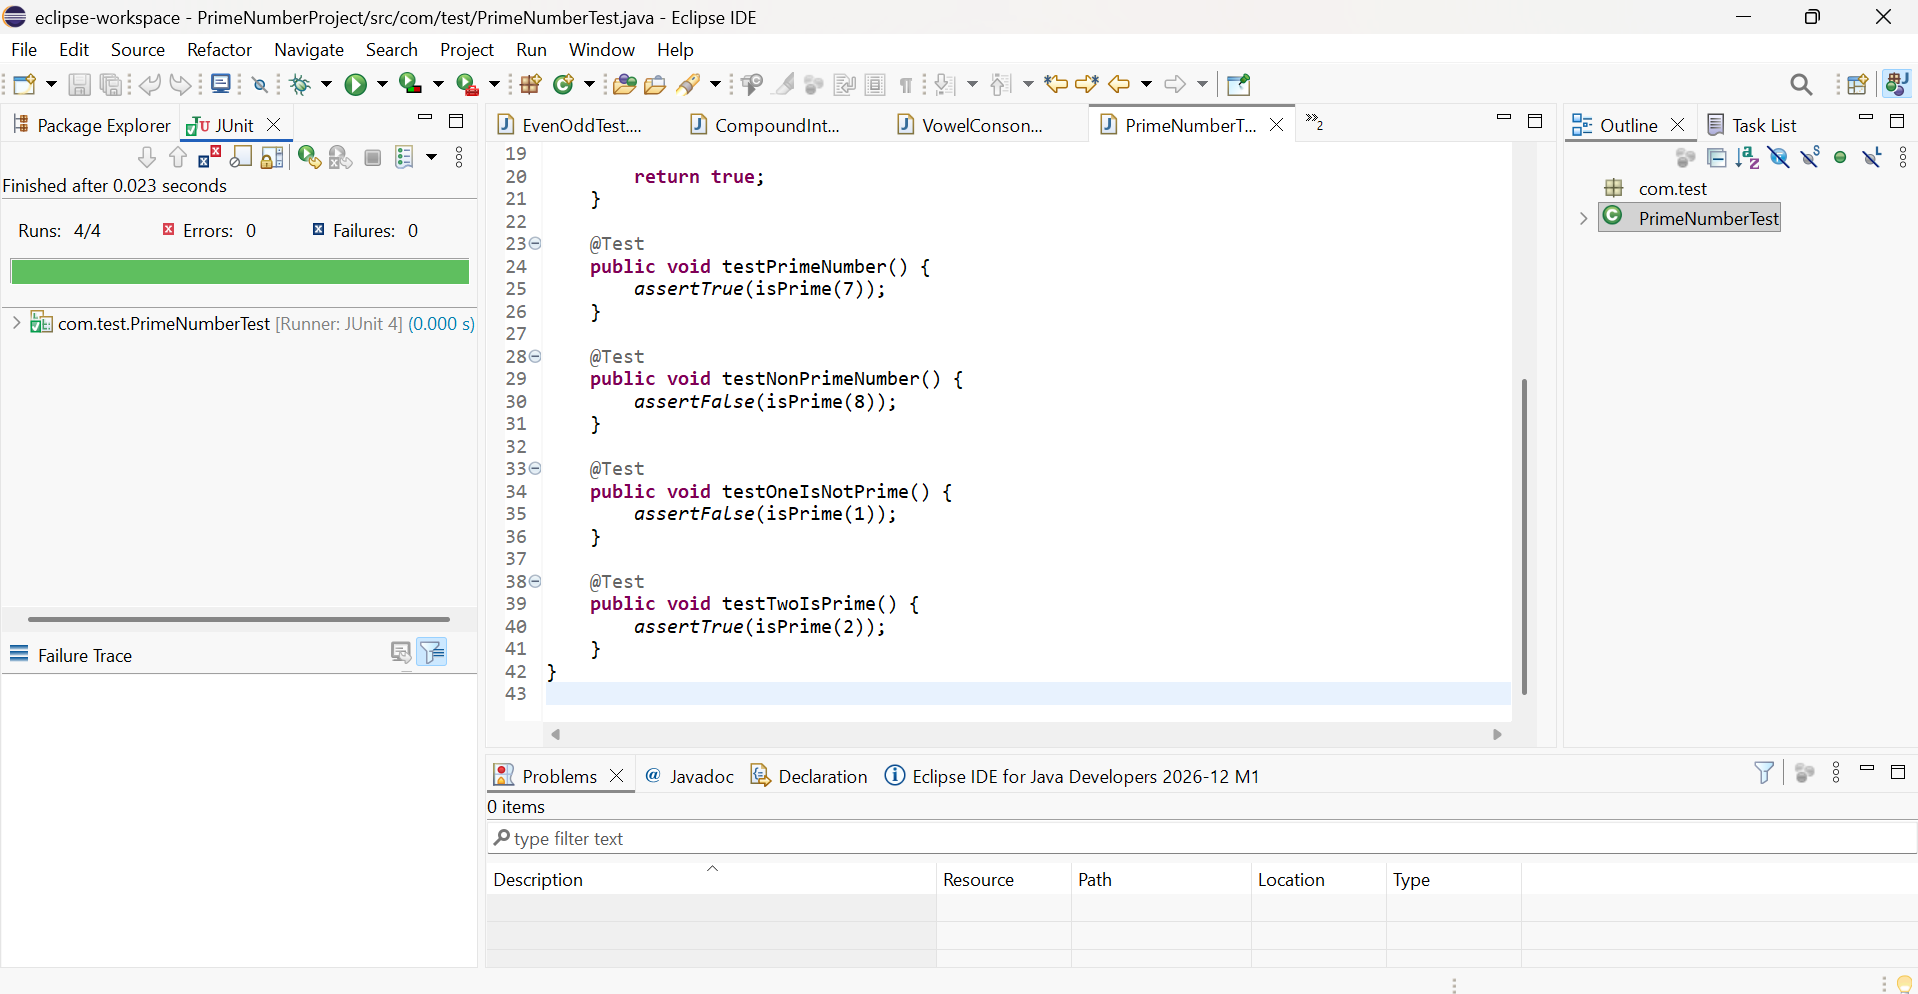 eclipse-workspace - PrimeNumberProject/src/com/test/PrimeNumberTest.java - Eclipse IDE
File Edit Source Refactor Navigate Search Project Run Window Help
Package Explorer JUnit
Finished after 0.023 seconds
Runs: 4/4 Errors: 0 Failures: 0
com.test.PrimeNumberTest [Runner: JUnit 4] (0.000 s)
Failure Trace
EvenOddTest.... CompoundInt... VowelConson... PrimeNumberT... »2
19
20 return true;
21 }
22
23 @Test
24 public void testPrimeNumber() {
25 assertTrue(isPrime(7));
26 }
27
28 @Test
29 public void testNonPrimeNumber() {
30 assertFalse(isPrime(8));
31 }
32
33 @Test
34 public void testOneIsNotPrime() {
35 assertFalse(isPrime(1));
36 }
37
38 @Test
39 public void testTwoIsPrime() {
40 assertTrue(isPrime(2));
41 }
42 }
43
Outline Task List
com.test
PrimeNumberTest
Problems @ Javadoc Declaration Eclipse IDE for Java Developers 2026-12 M1
0 items
type filter text
Description Resource Path Location Type